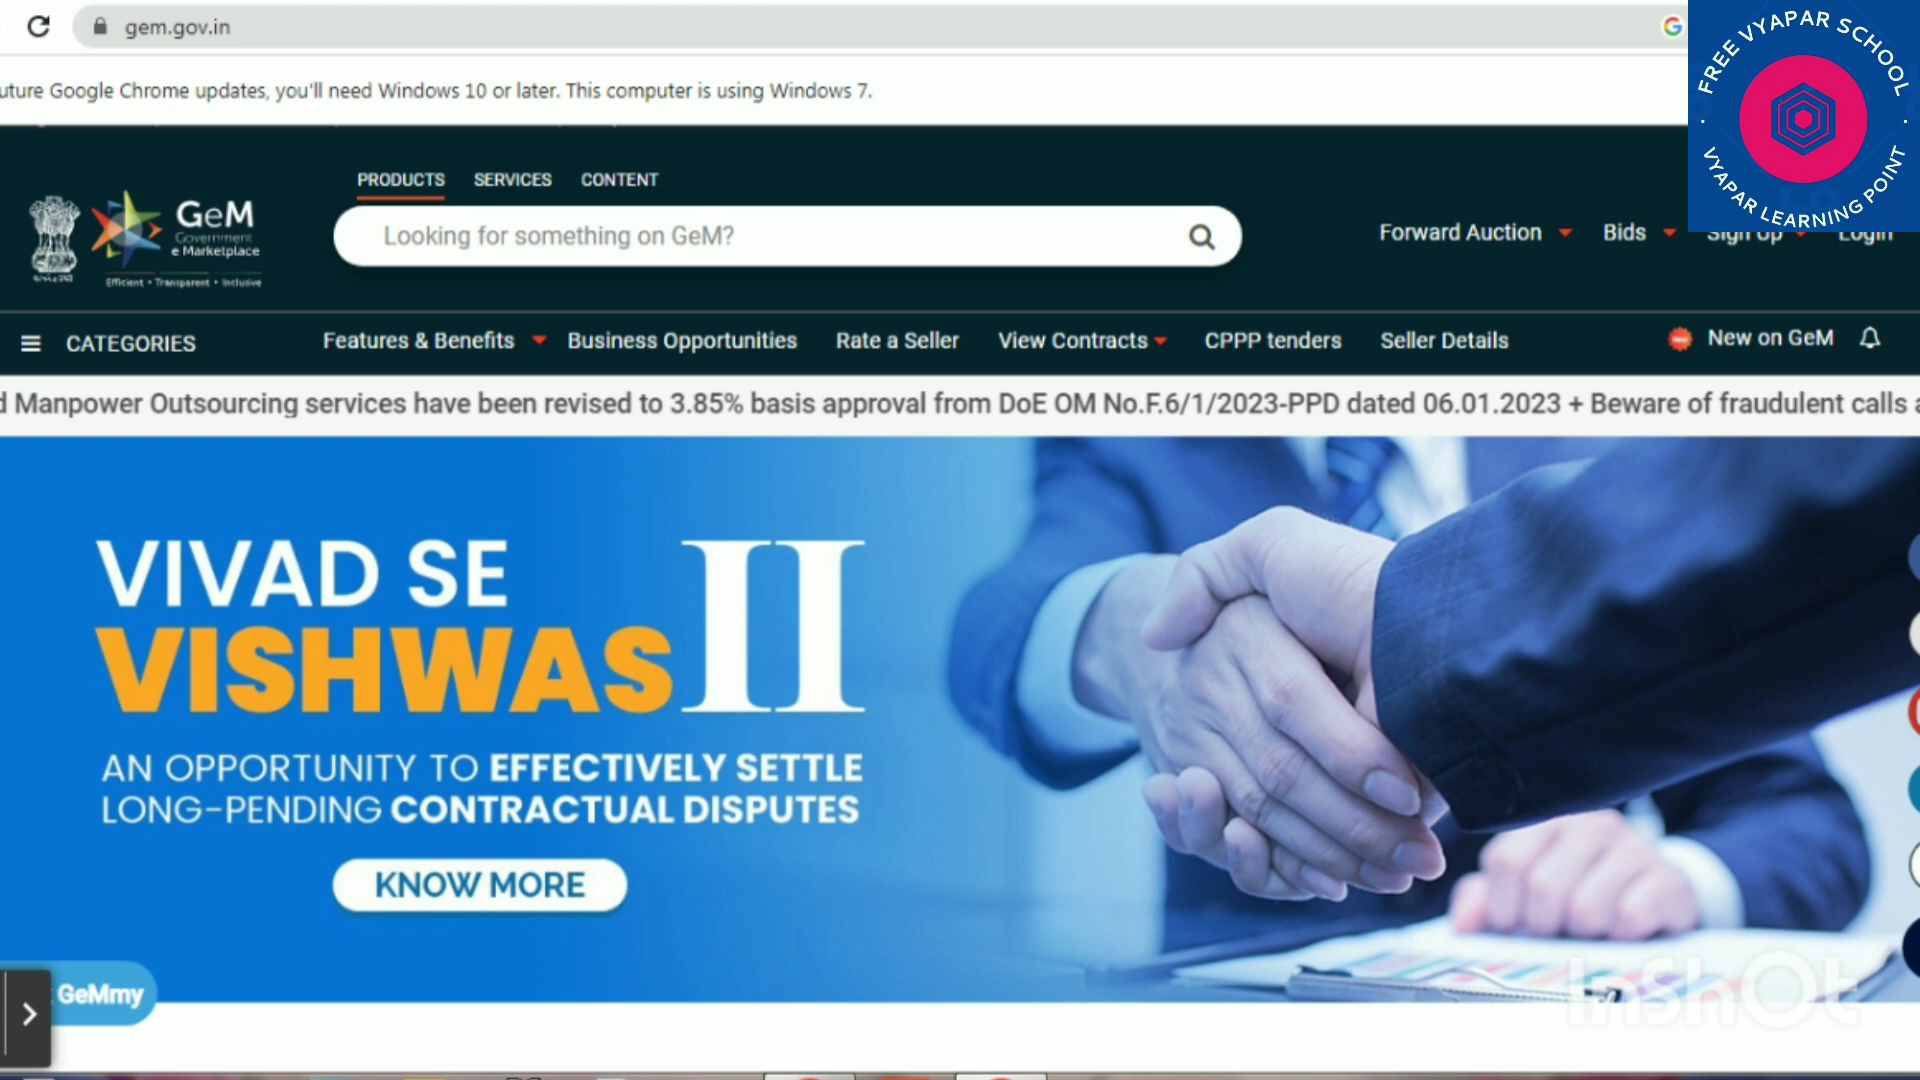 gem.gov.in
uture Google Chrome updates, you'll need Windows 10 or later. This computer is using Windows 7.
FREE VYAPAR SCHOOL
VYAPAR LEARNING POINT
PRODUCTS SERVICES CONTENT
GeM
Government
e Marketplace
Efficient • Transparent • Inclusive
Looking for something on GeM?
Forward Auction Bids Sign Up Login
CATEGORIES Features & Benefits Business Opportunities Rate a Seller View Contracts CPPP tenders Seller Details New on GeM
d Manpower Outsourcing services have been revised to 3.85% basis approval from DoE OM No.F.6/1/2023-PPD dated 06.01.2023 + Beware of fraudulent calls a
VIVAD SE
VISHWAS II
AN OPPORTUNITY TO EFFECTIVELY SETTLE
LONG-PENDING CONTRACTUAL DISPUTES
KNOW MORE
GeMmy
InShOt